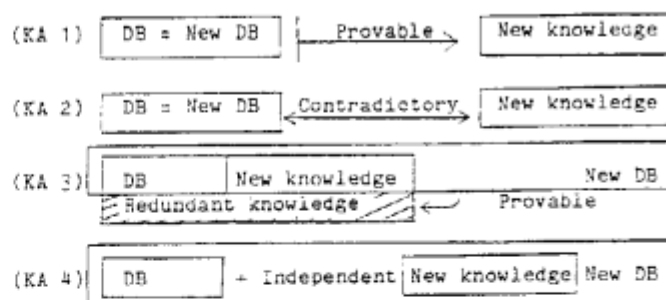 (KA 1) DB = New DB Provable New knowledge
(KA 2) DB = New DB Contradictory New knowledge
(KA 3) DB New knowledge New DB
Redundant knowledge Provable
(KA 4) DB + Independent New knowledge New DB